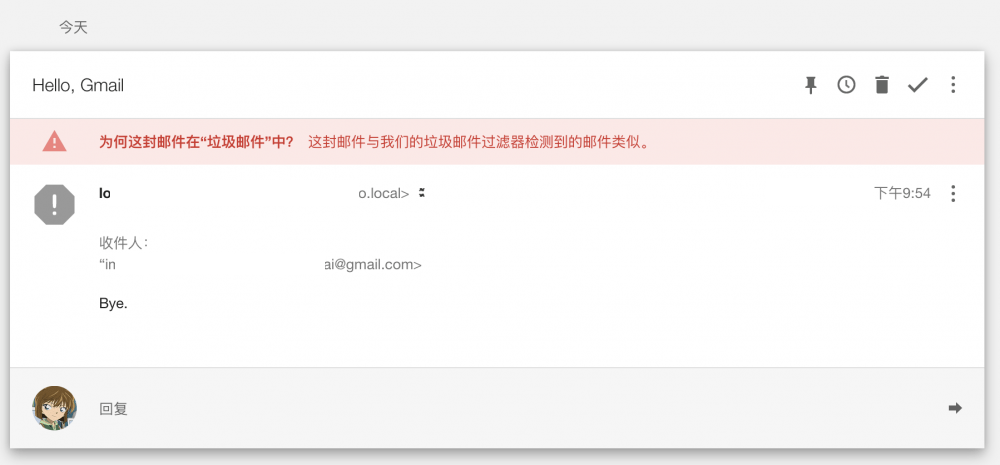 今天
Hello, Gmail
为何这封邮件在“垃圾邮件”中? 这封邮件与我们的垃圾邮件过滤器检测到的邮件类似。
lo o.local> 下午9:54
收件人:
“in ai@gmail.com>
Bye.
回复